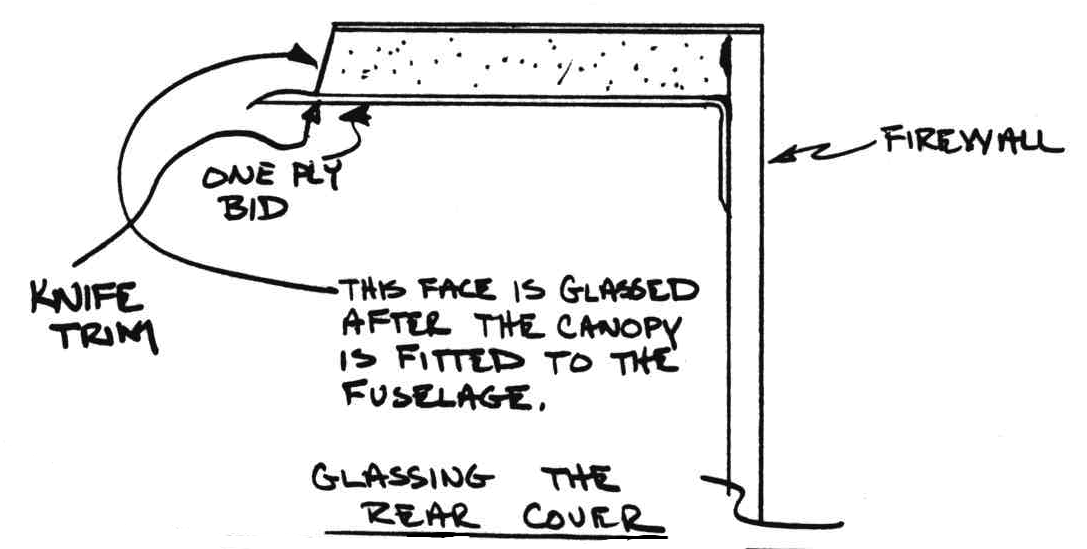 FIREWALL
ONE PLY
BID
KNIFE
TRIM
THIS FACE IS GLASSED
AFTER THE CANOPY
IS FITTED TO THE
FUSELAGE.
GLASSING THE
REAR COVER